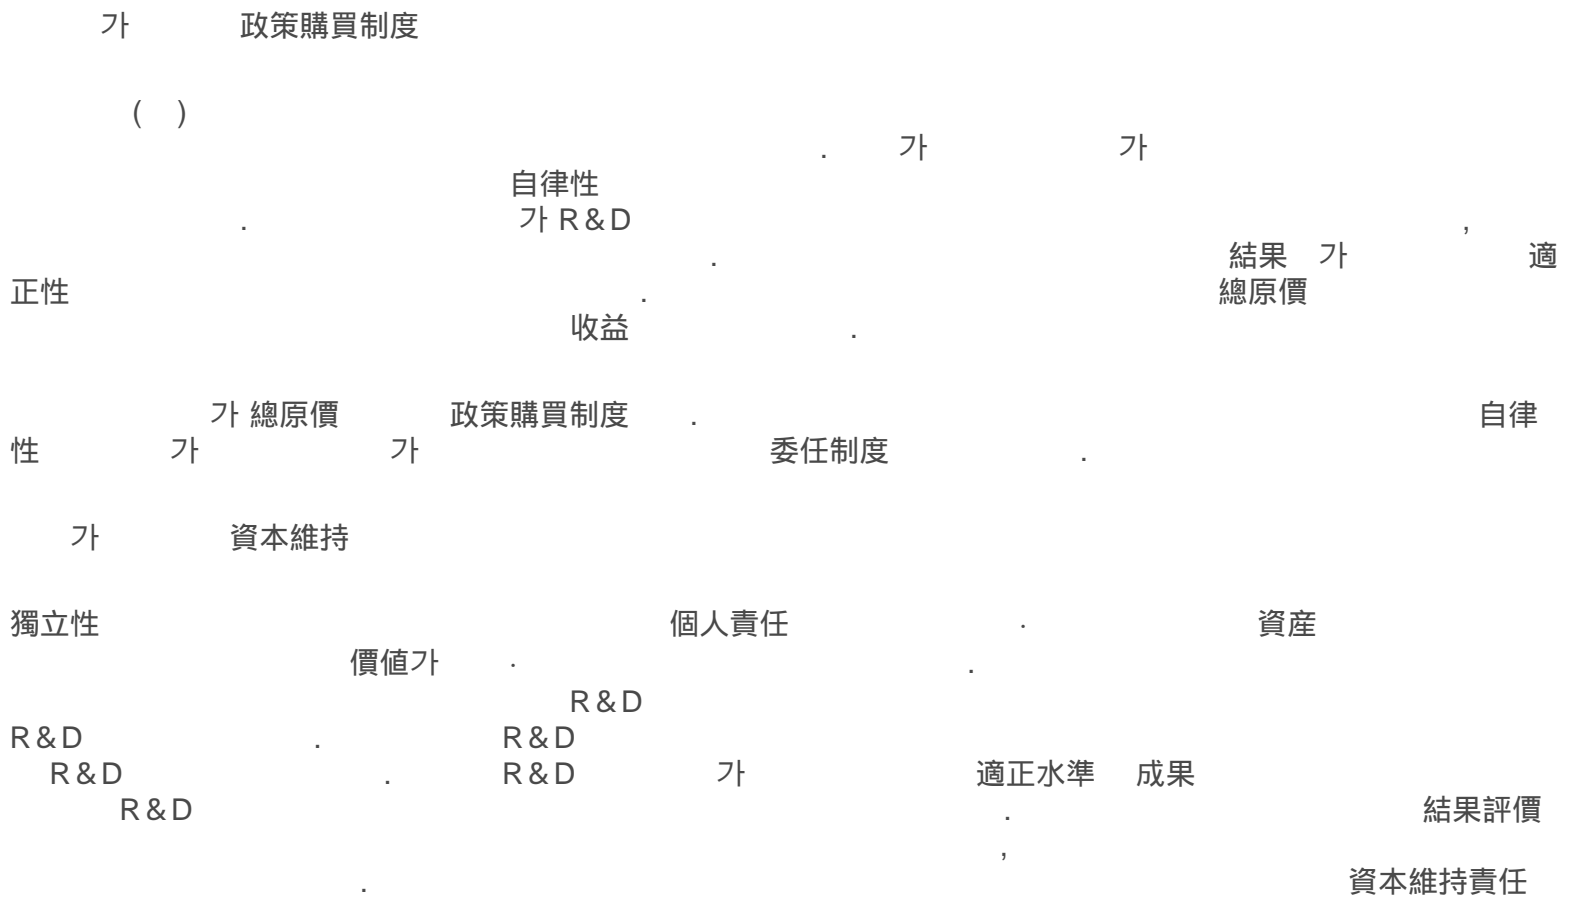 가 政策購買制度
( )
. 가 가
自律性
. 가 R&D ,
. 結果 가 適
正性 . 總原價
收益 .
가 總原價 政策購買制度 . 自律
性 가 가 委任制度 .
가 資本維持
獨立性 個人責任 · 資産
價値가 · .
R&D
R&D . R&D
R&D . R&D 가 適正水準 成果
R&D . 結果評價
,
. 資本維持責任